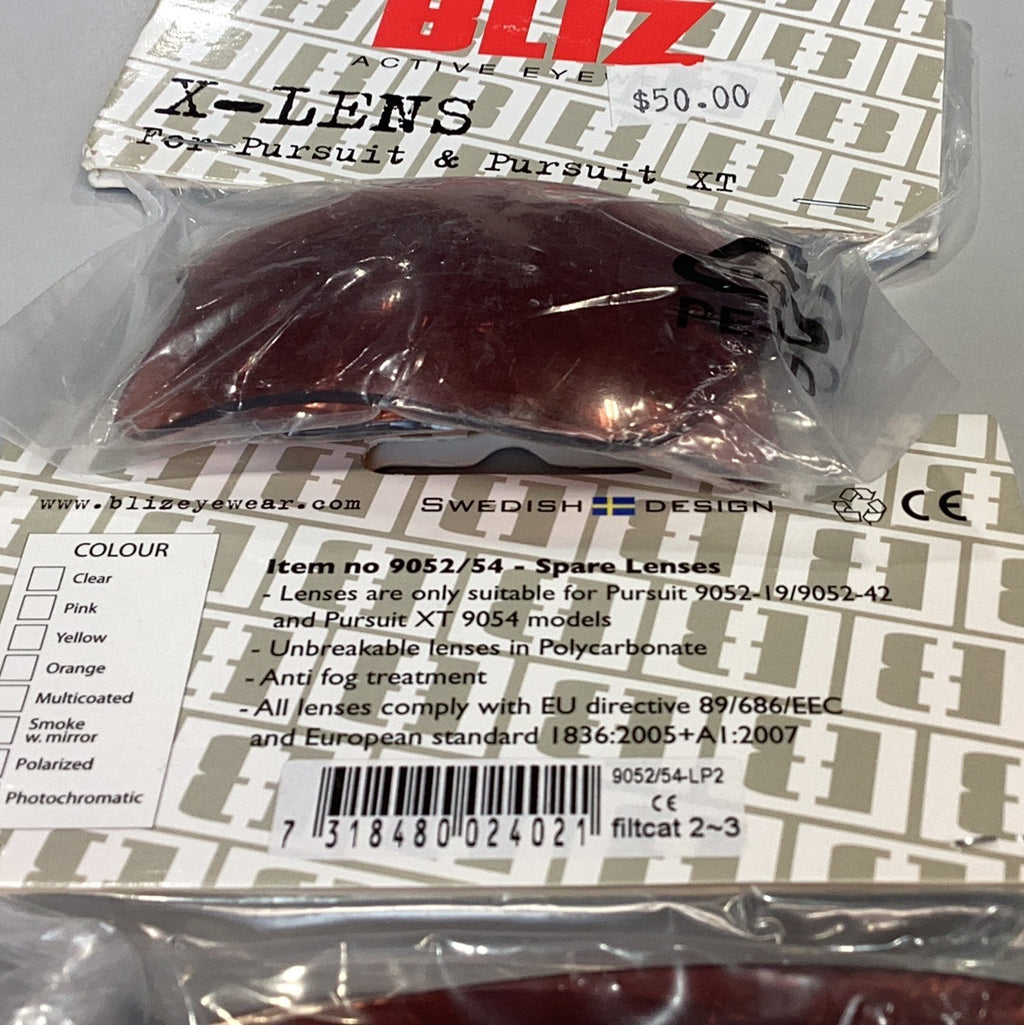 BLIZ
ACTIVE EYEW
$50.00
X-LENS
For Pursuit & Pursuit XT
www.blizeyewear.com
SWEDISH DESIGN
CE
COLOUR
Clear
Pink
Yellow
Orange
Multicoated
Smoke
w. mirror
Polarized
Photochromatic
Item no 9052/54 - Spare Lenses
- Lenses are only suitable for Pursuit 9052-19/9052-42
and Pursuit XT 9054 models
- Unbreakable lenses in Polycarbonate
- Anti fog treatment
- All lenses comply with EU directive 89/686/EEC
and European standard 1836:2005+A1:2007
9052/54-LP2
CE
filtcat 2~3
7 318480 024021